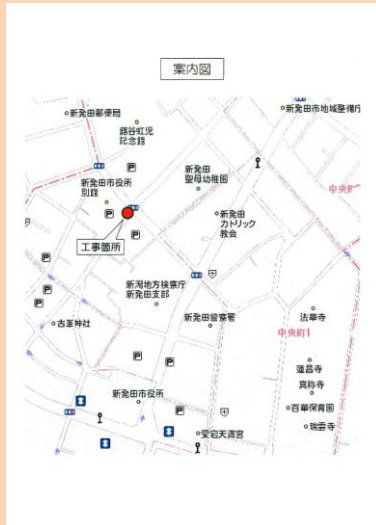 案内図
新発田郵便局
新発田市地域整備庁
蕗谷虹児
記念館
新発田
聖母幼稚園
中央町
新発田市役所
別館
新発田
カトリック
教会
工事箇所
新潟地方検察庁
新発田支部
古峯神社
新発田警察署
法華寺
中央町1
蓮昌寺
真称寺
新発田市役所
百華保育園
瑞雲寺
愛宕天満宮